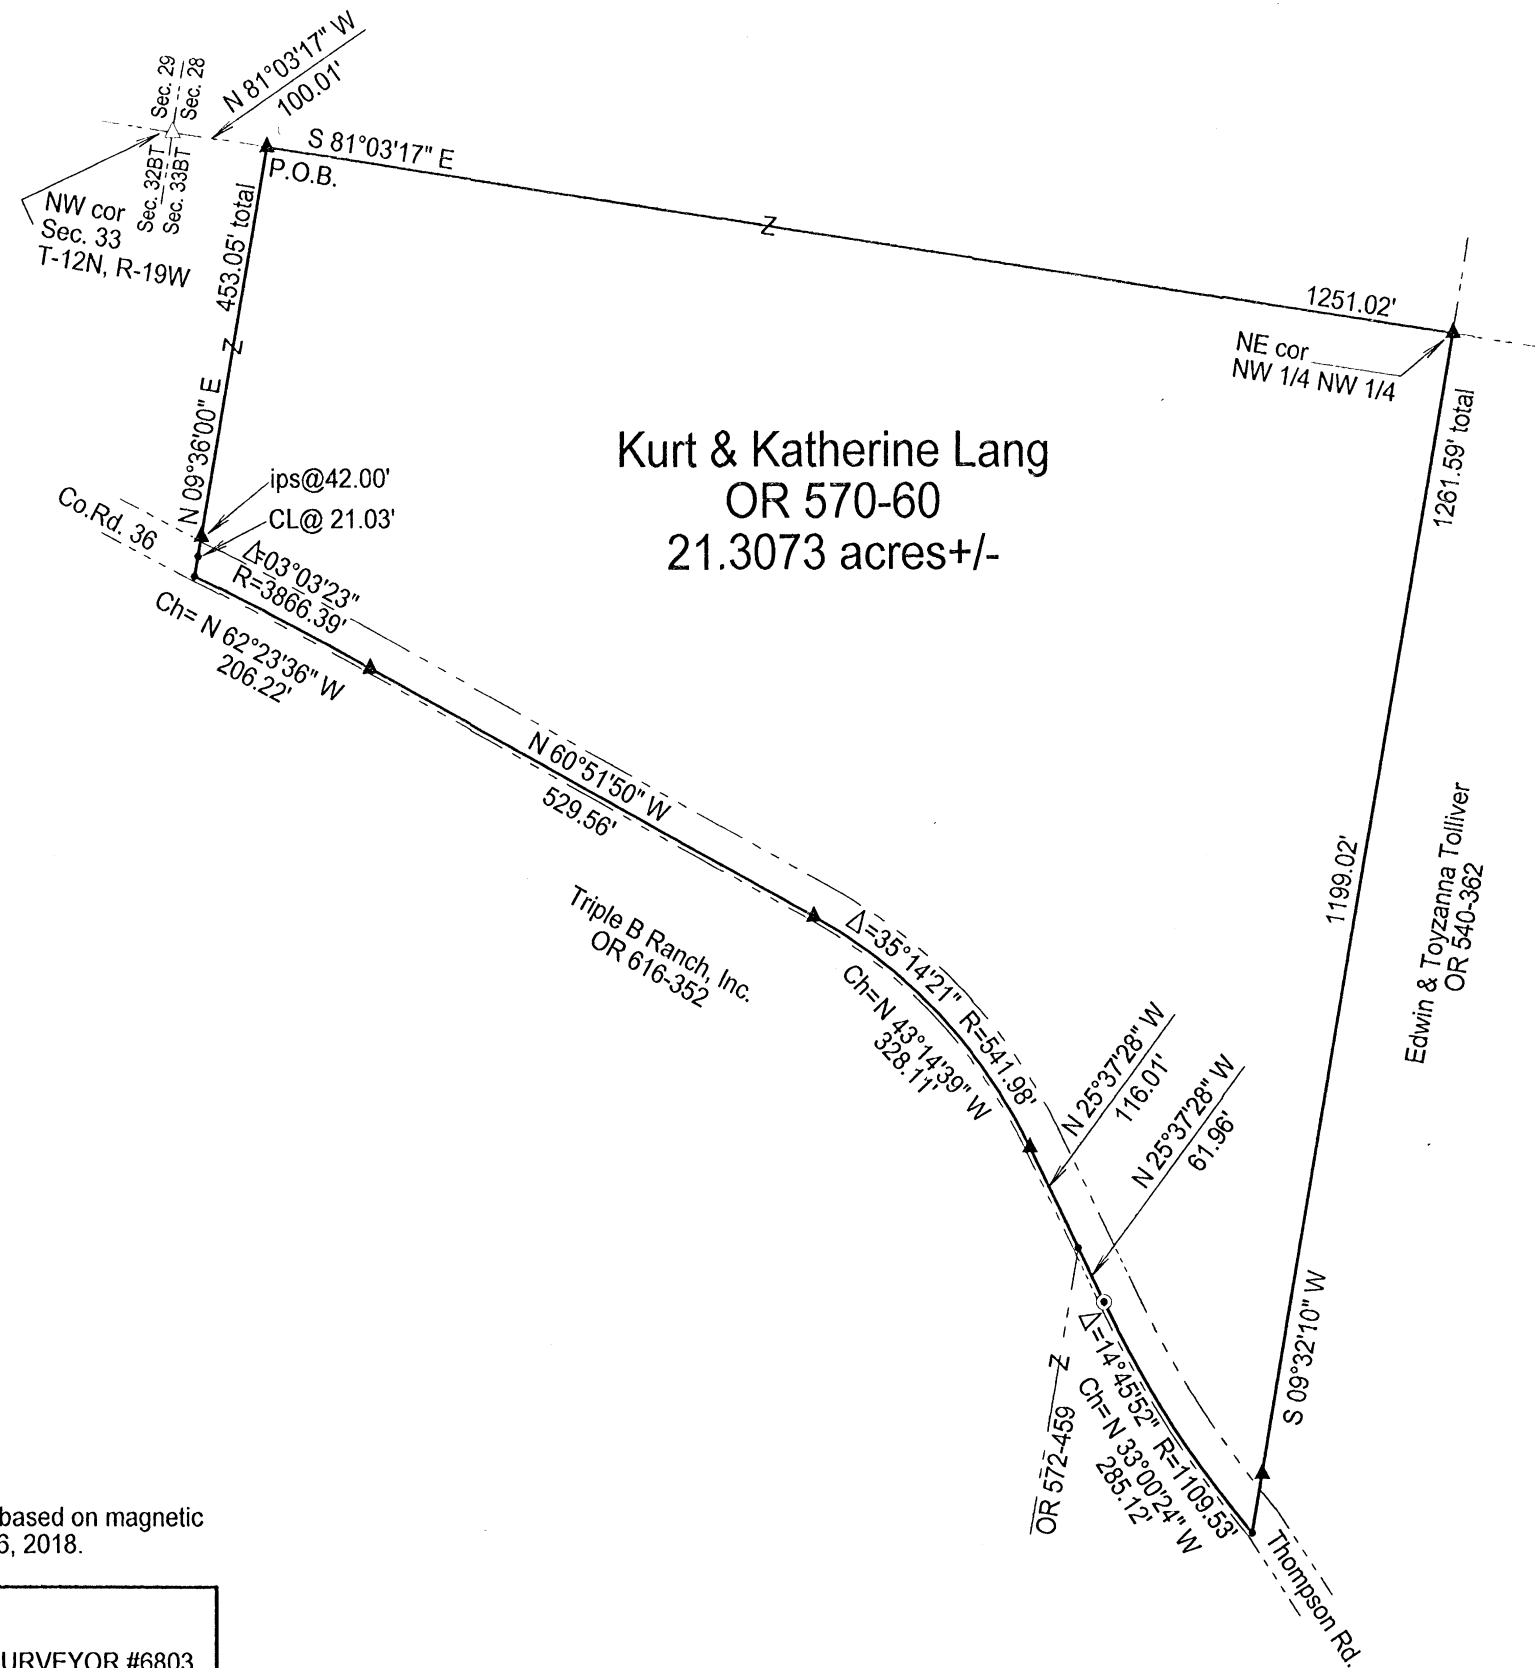 N 81°03'17" W
100.01'
Sec. 29
Sec. 28
Sec. 32BT
Sec. 33BT
NW cor
Sec. 33
T-12N, R-19W
S 81°03'17" E
P.O.B.
Z
1251.02'
NE cor
NW 1/4 NW 1/4
453.05' total
Z
N 09°36'00" E
ips@42.00'
CL@ 21.03'
Co.Rd. 36
Kurt & Katherine Lang
OR 570-60
21.3073 acres+/-
1261.59' total
Δ=03°03'23"
R=3866.39'
Ch= N 62°23'36" W
206.22'
N 60°51'50" W
529.56'
Triple B Ranch, Inc.
OR 616-352
Δ=35°14'21" R=541.98'
Ch=N 43°14'39" W
328.11'
1199.02'
Edwin & Toyzanna Tolliver
OR 540-362
N 25°37'28" W
116.01'
N 25°37'28" W
61.96'
S 09°32'10" W
Z
OR 572-459
Δ=14°45'52" R=1109.53'
Ch= N 33°00'24" W
285.12'
Thompson Rd.
based on magnetic
6, 2018.
URVEYOR #6803